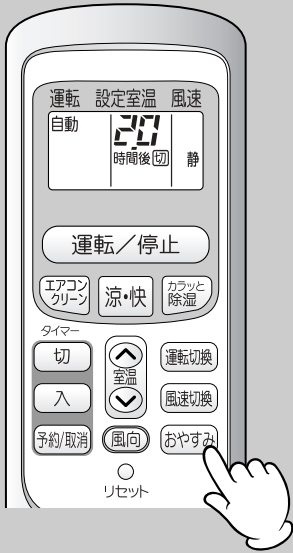 運転 設定室温 風速
自動
2.0
時間後切 静
運転／停止
エアコンクリーン 涼・快 カラッと除湿
タイマー
切
室温
運転切換
入
風速切換
予約/取消 風向 おやすみ
リセット